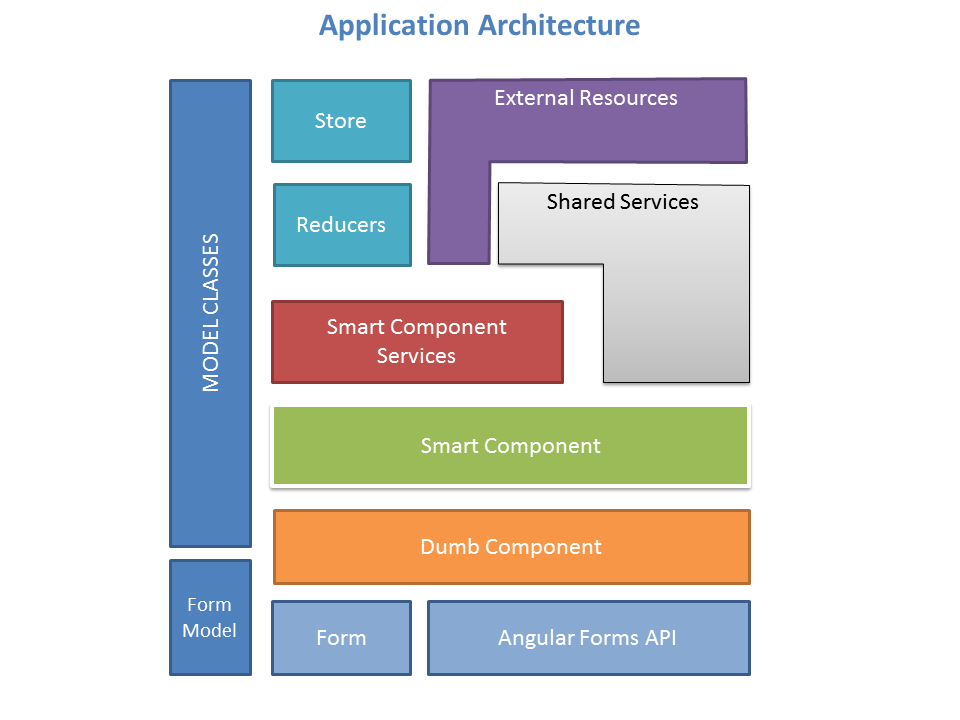 Application Architecture
MODEL CLASSES
Store
External Resources
Reducers
Shared Services
Smart Component
Services
Smart Component
Dumb Component
Form
Model
Form
Angular Forms API